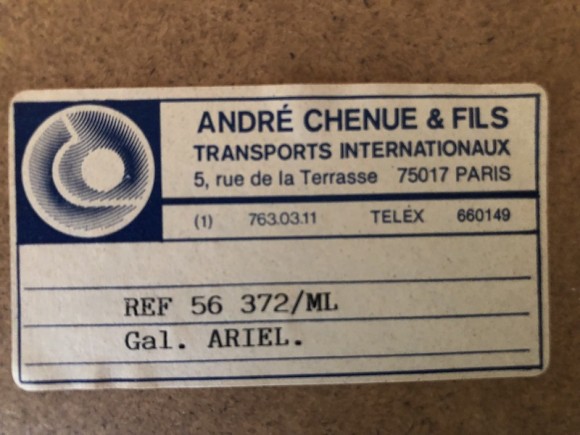 ANDRÉ CHENUE & FILS
TRANSPORTS INTERNATIONAUX
5, rue de la Terrasse 75017 PARIS
(1) 763.03.11 TELÉX 660149
REF 56 372/ML
Gal. ARIEL.